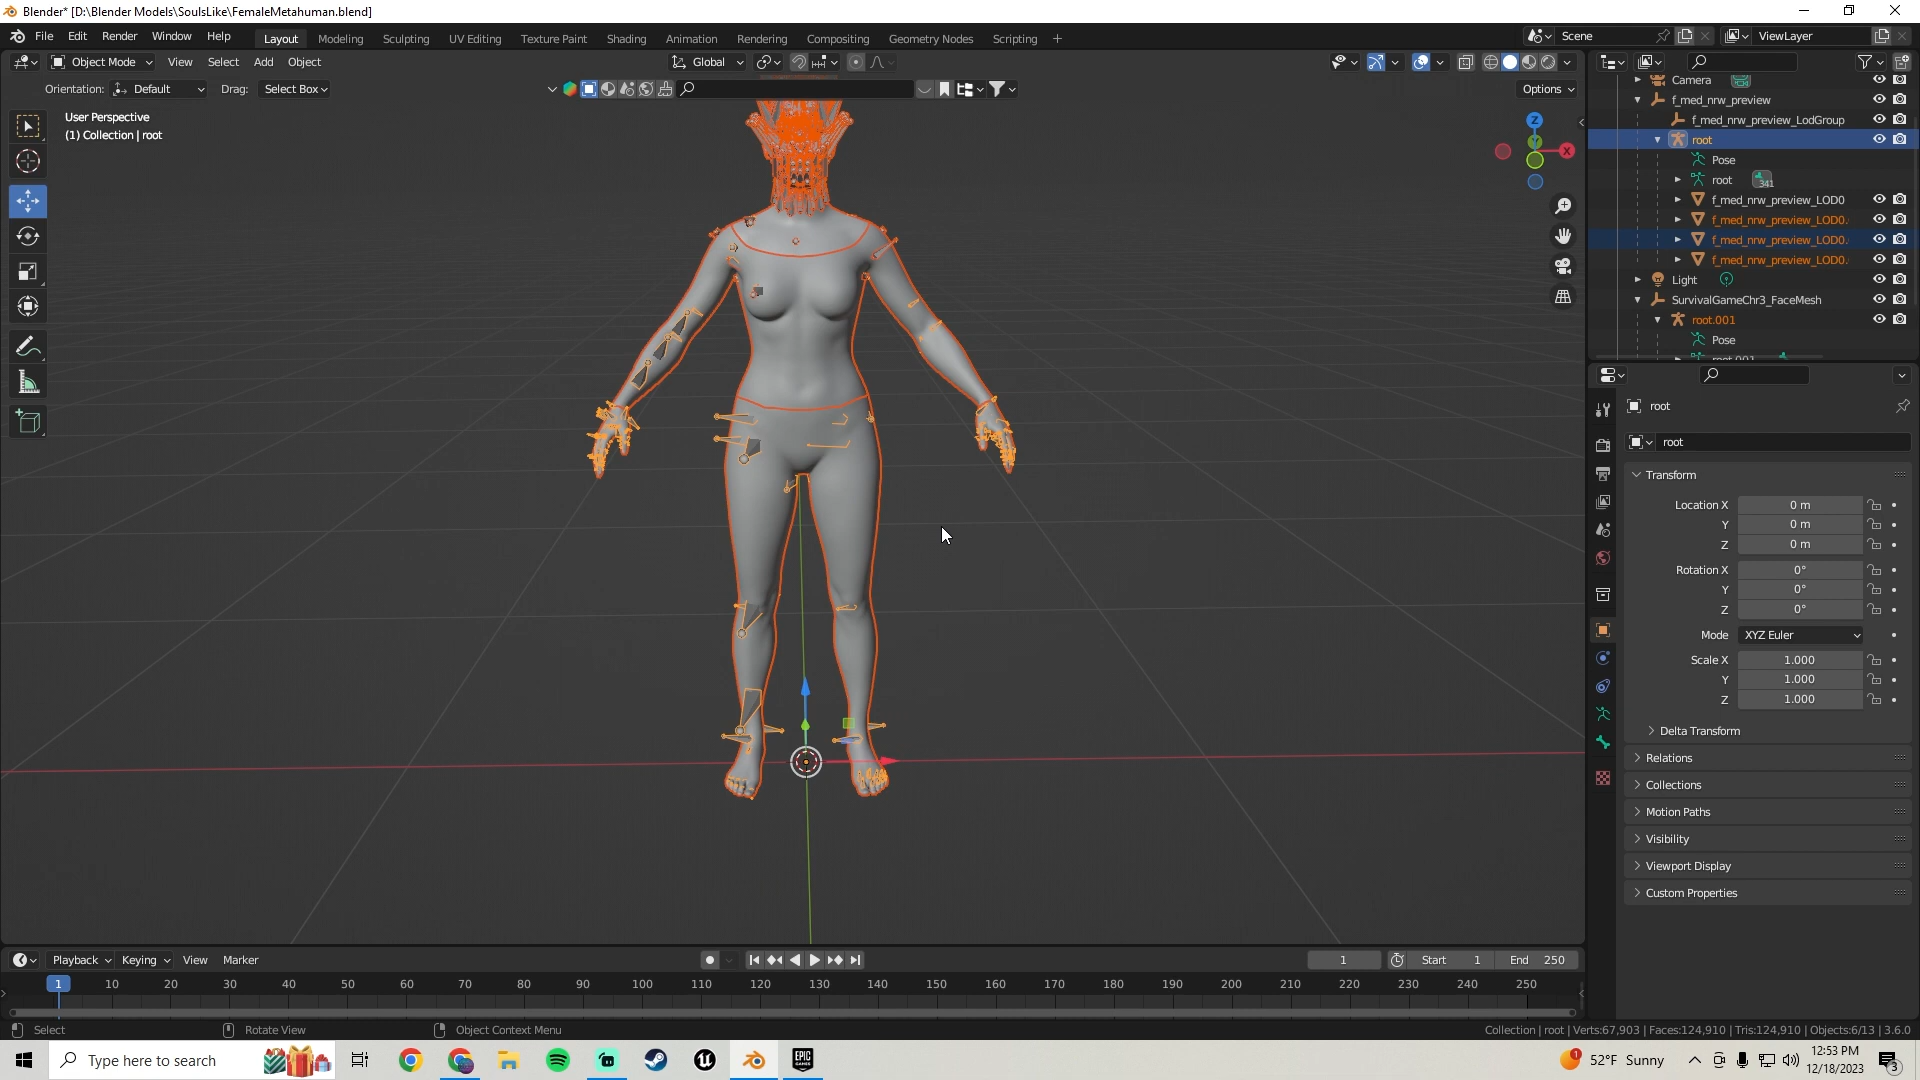 Blender* [D:\Blender Models\SoulsLike\FemaleMetahuman.blend]
File Edit Render Window Help Layout Modeling Sculpting UV Editing Texture Paint Shading Animation Rendering Compositing Geometry Nodes Scripting + Scene ViewLayer
Object Mode View Select Add Object Global
Orientation: Default Drag: Select Box Options
User Perspective
(1) Collection | root
Z
X
Camera
f_med_nrw_preview
f_med_nrw_preview_LodGroup
root
Pose
root 341
f_med_nrw_preview_LOD0
f_med_nrw_preview_LOD0.
f_med_nrw_preview_LOD0.
f_med_nrw_preview_LOD0.
Light
SurvivalGameChr3_FaceMesh
root.001
Pose
root.001
root
root
Transform
Location X 0 m
Y 0 m
Z 0 m
Rotation X 0°
Y 0°
Z 0°
Mode XYZ Euler
Scale X 1.000
Y 1.000
Z 1.000
Delta Transform
Relations
Collections
Motion Paths
Visibility
Viewport Display
Custom Properties
Playback Keying View Marker 1 Start 1 End 250
1 10 20 30 40 50 60 70 80 90 100 110 120 130 140 150 160 170 180 190 200 210 220 230 240 250
Select Rotate View Object Context Menu Collection | root | Verts:67,903 | Faces:124,910 | Tris:124,910 | Objects:6/13 | 3.6.0
Type here to search EPIC GAMES 1 52°F Sunny 12:53 PM
12/18/2023 3